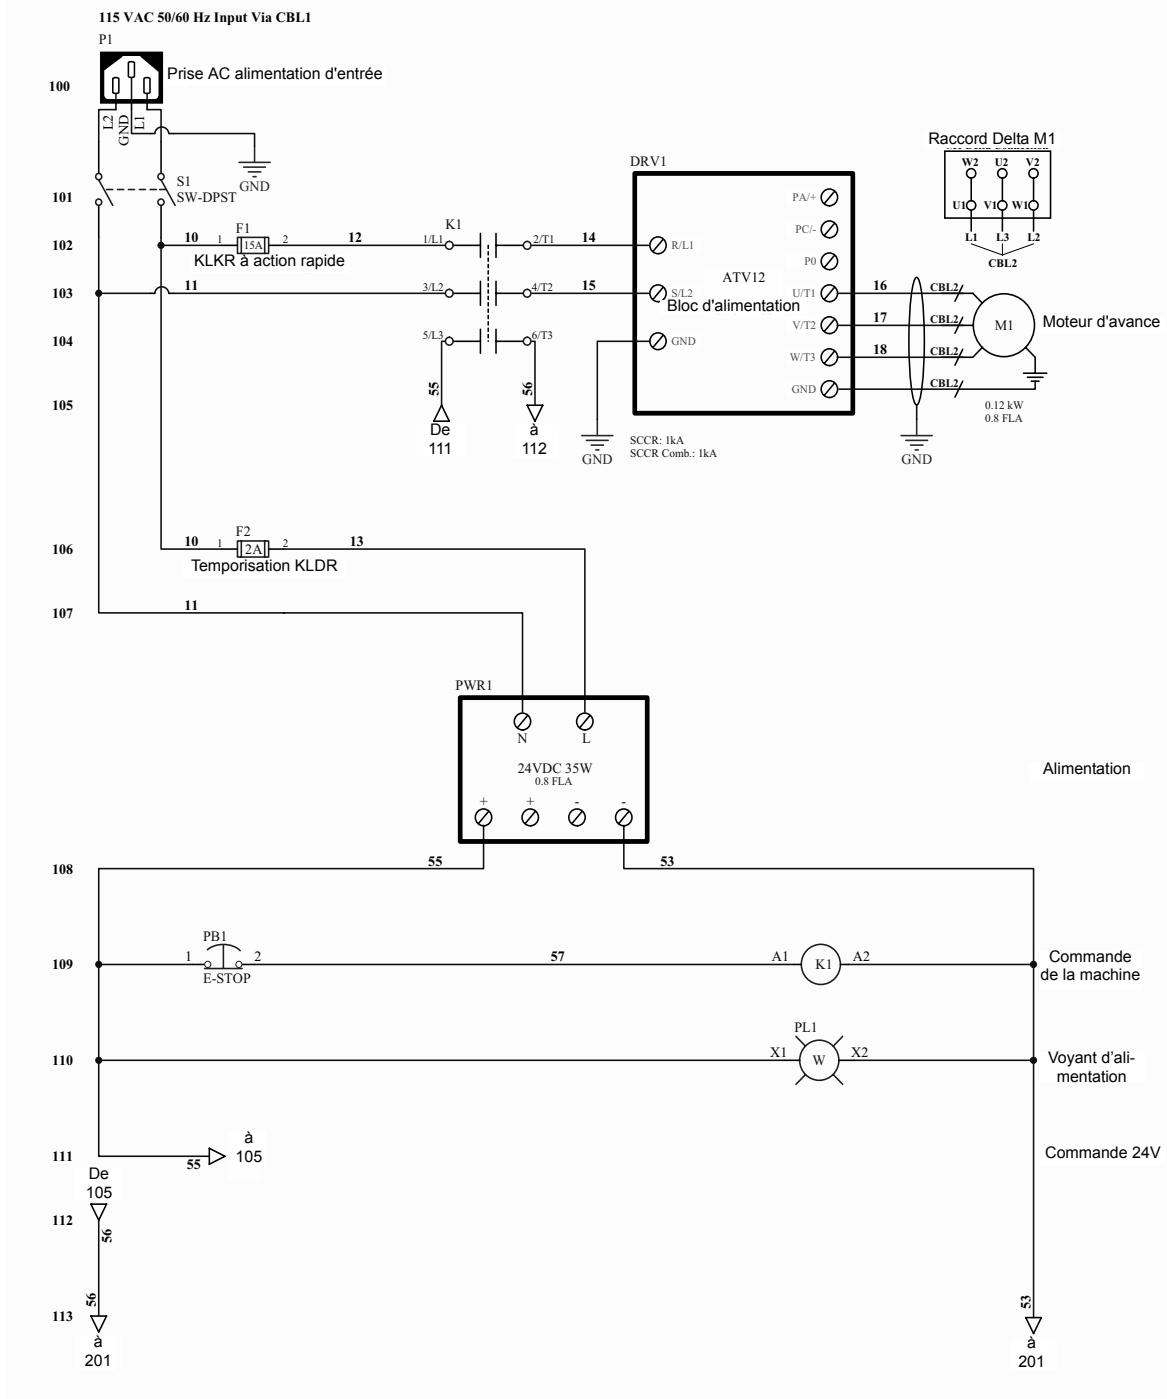 115 VAC 50/60 Hz Input Via CBL1
P1
Prise AC alimentation d'entrée
100
L2
GND
L1
GND
101
S1
SW-DPST
Raccord Delta M1
W2 U2 V2
U1 V1 W1
L1 L3 L2
CBL2
DRV1
PA/+
PC/-
P0
ATV12
102
10 1 F1 15A 2 12
KLKR à action rapide
K1
1/L1 2/T1 14 R/L1
103
11
3/L2 4/T2 15 S/L2
Bloc d'alimentation
U/T1 16 CBL2
V/T2 17 CBL2
W/T3 18 CBL2
GND CBL2
M1
Moteur d'avance
0.12 kW
0.8 FLA
104
5/L3 6/T3 GND
55
56
105
De
111
à
112
GND
SCCR: 1kA
SCCR Comb.: 1kA
GND
106
10 1 F2 2A 2 13
Temporisation KLDR
107
11
PWR1
N L
24VDC 35W
0.8 FLA
+ + - -
Alimentation
108
55 53
109
PB1
1 2
E-STOP
57
A1 K1 A2
Commande
de la machine
110
PL1
X1 W X2
Voyant d'ali-
mentation
111
55
à
105
Commande 24V
De
105
112
56
113
56
à
201
53
à
201